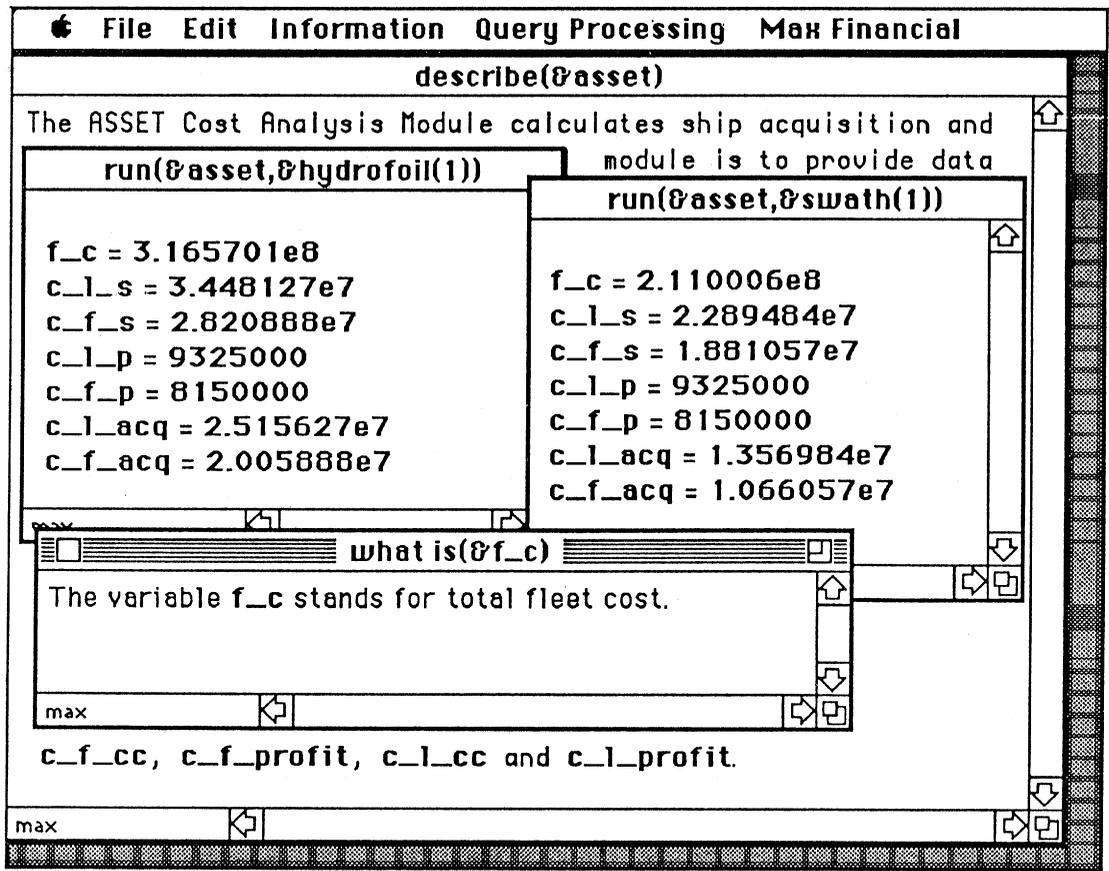 File Edit Information Query Processing Max Financial
describe(&asset)
The ASSET Cost Analysis Module calculates ship acquisition and
module is to provide data
run(&asset,&hydrofoil(1))
f_c = 3.165701e8
c_l_s = 3.448127e7
c_f_s = 2.820888e7
c_l_p = 9325000
c_f_p = 8150000
c_l_acq = 2.515627e7
c_f_acq = 2.005888e7
max
run(&asset,&swath(1))
f_c = 2.110006e8
c_l_s = 2.289484e7
c_f_s = 1.881057e7
c_l_p = 9325000
c_f_p = 8150000
c_l_acq = 1.356984e7
c_f_acq = 1.066057e7
what is(&f_c)
The variable f_c stands for total fleet cost.
max
c_f_cc, c_f_profit, c_l_cc and c_l_profit.
max